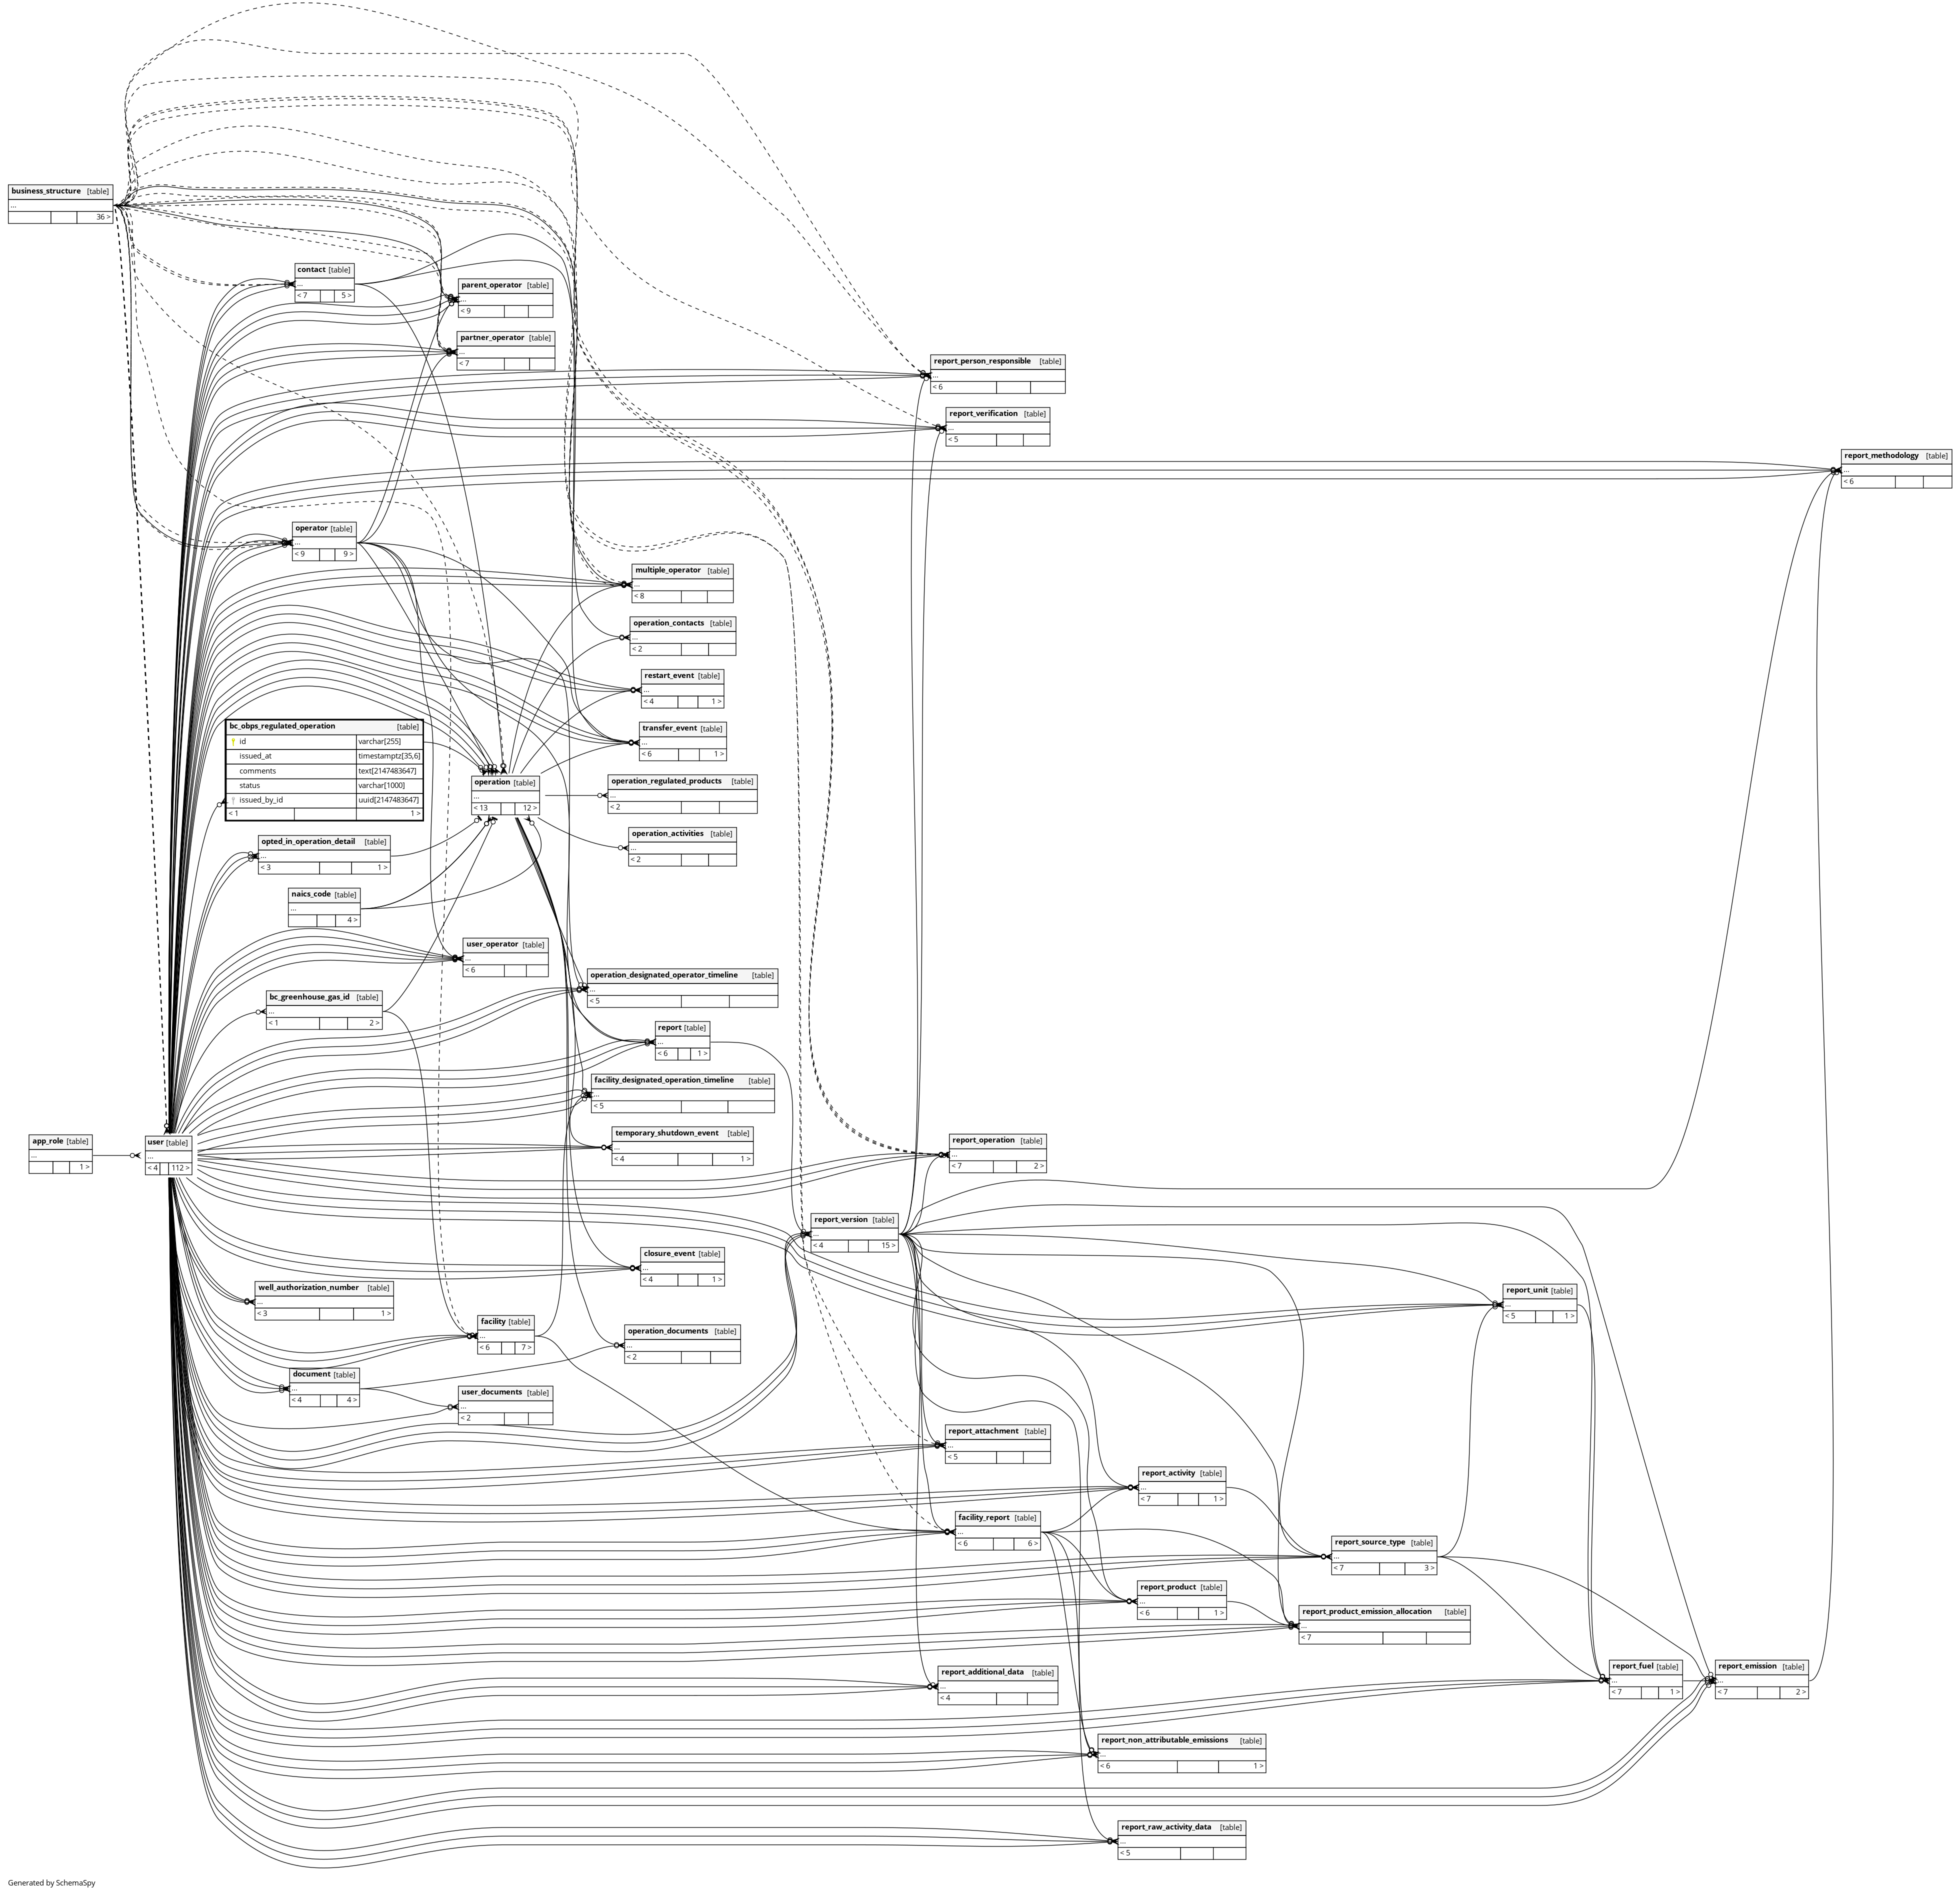 business_structure [table]
...
36 >
contact [table]
...
< 7 5 >
parent_operator [table]
...
< 9
partner_operator [table]
...
< 7
report_person_responsible [table]
...
< 6
report_verification [table]
...
< 5
report_methodology [table]
...
< 6
operator [table]
...
< 9 9 >
multiple_operator [table]
...
< 8
operation_contacts [table]
...
< 2
restart_event [table]
...
< 4 1 >
transfer_event [table]
...
< 6 1 >
bc_obps_regulated_operation [table]
id varchar[255]
issued_at timestamptz[35,6]
comments text[2147483647]
status varchar[1000]
issued_by_id uuid[2147483647]
< 1 1 >
operation [table]
...
< 13 12 >
operation_regulated_products [table]
...
< 2
operation_activities [table]
...
< 2
opted_in_operation_detail [table]
...
< 3 1 >
naics_code [table]
...
4 >
user_operator [table]
...
< 6
operation_designated_operator_timeline [table]
...
< 5
bc_greenhouse_gas_id [table]
...
< 1 2 >
report [table]
...
< 6 1 >
facility_designated_operation_timeline [table]
...
< 5
temporary_shutdown_event [table]
...
< 4 1 >
app_role [table]
...
1 >
user [table]
...
< 4 112 >
report_operation [table]
...
< 7 2 >
report_version [table]
...
< 4 15 >
closure_event [table]
...
< 4 1 >
well_authorization_number [table]
...
< 3 1 >
report_unit [table]
...
< 5 1 >
facility [table]
...
< 6 7 >
operation_documents [table]
...
< 2
document [table]
...
< 4 4 >
user_documents [table]
...
< 2
report_attachment [table]
...
< 5
report_activity [table]
...
< 7 1 >
facility_report [table]
...
< 6 6 >
report_source_type [table]
...
< 7 3 >
report_product [table]
...
< 6 1 >
report_product_emission_allocation [table]
...
< 7
report_additional_data [table]
...
< 4
report_fuel [table]
...
< 7 1 >
report_emission [table]
...
< 7 2 >
report_non_attributable_emissions [table]
...
< 6 1 >
report_raw_activity_data [table]
...
< 5
Generated by SchemaSpy